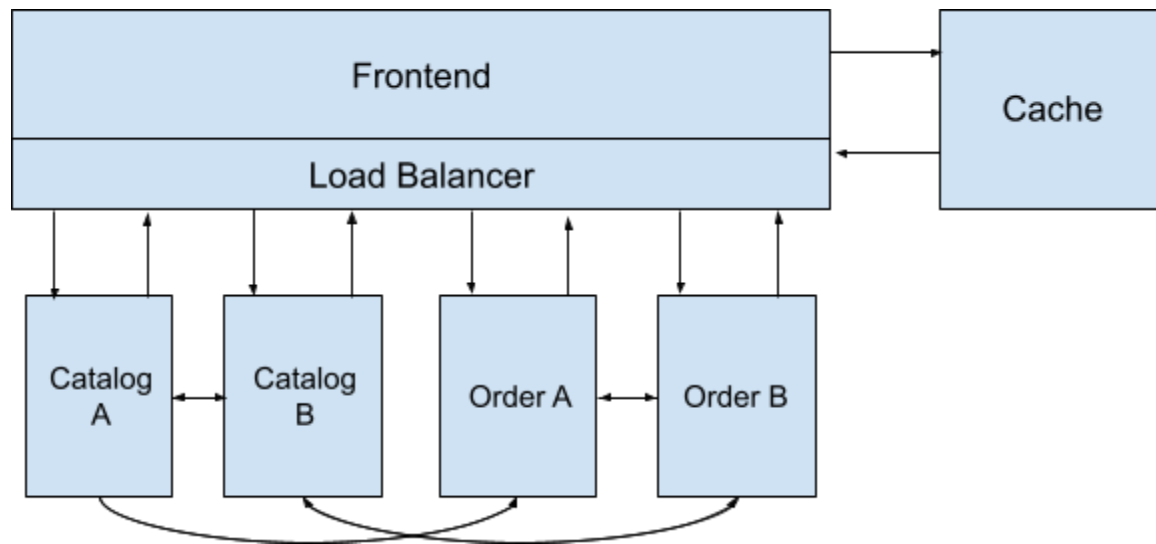 Frontend
Cache
Load Balancer
Catalog
A
Catalog
B
Order A
Order B